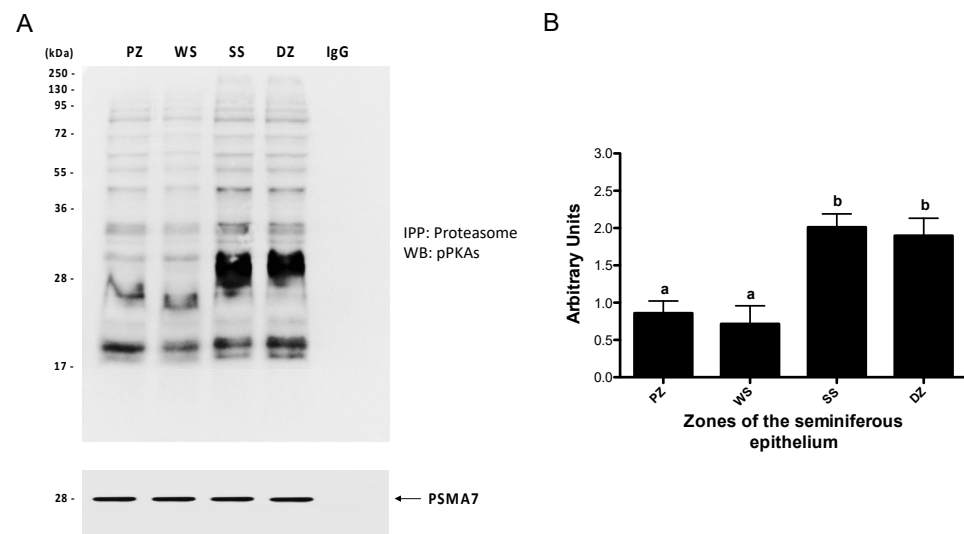 A
(kDa) PZ WS SS DZ IgG
250 -
130 -
95 -
72 -
55 -
36 -
28 -
17 -
IPP: Proteasome
WB: pPKAs
28 -
PSMA7
B
3.0
2.5
2.0
1.5
1.0
0.5
0.0
Arbitrary Units
a a b b
PZ WS SS DZ
Zones of the seminiferous
epithelium